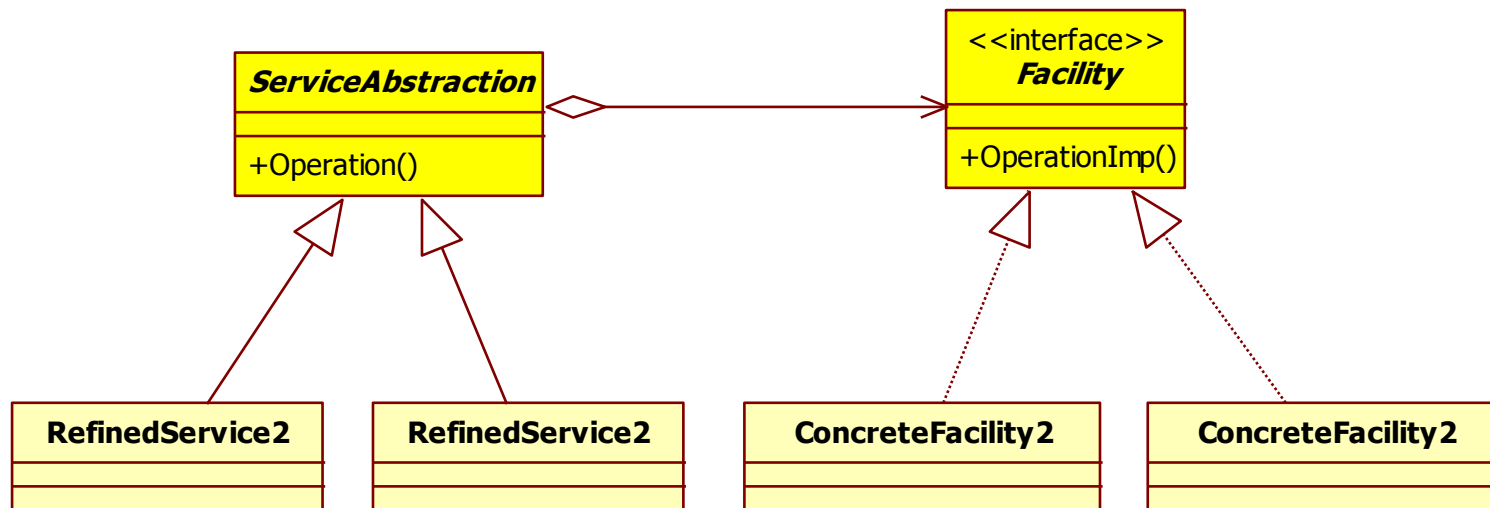 ServiceAbstraction
+Operation()
<<interface>>
Facility
+OperationImp()
RefinedService2
RefinedService2
ConcreteFacility2
ConcreteFacility2